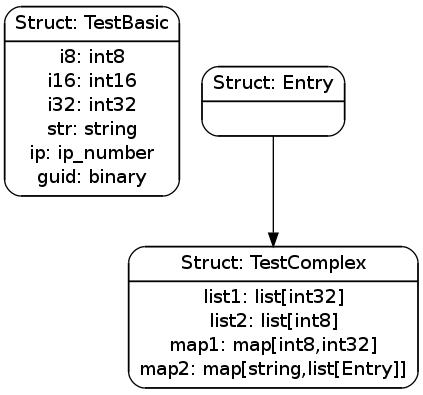 Struct: TestBasic
i8: int8
i16: int16
i32: int32
str: string
ip: ip_number
guid: binary
Struct: Entry
Struct: TestComplex
list1: list[int32]
list2: list[int8]
map1: map[int8,int32]
map2: map[string,list[Entry]]